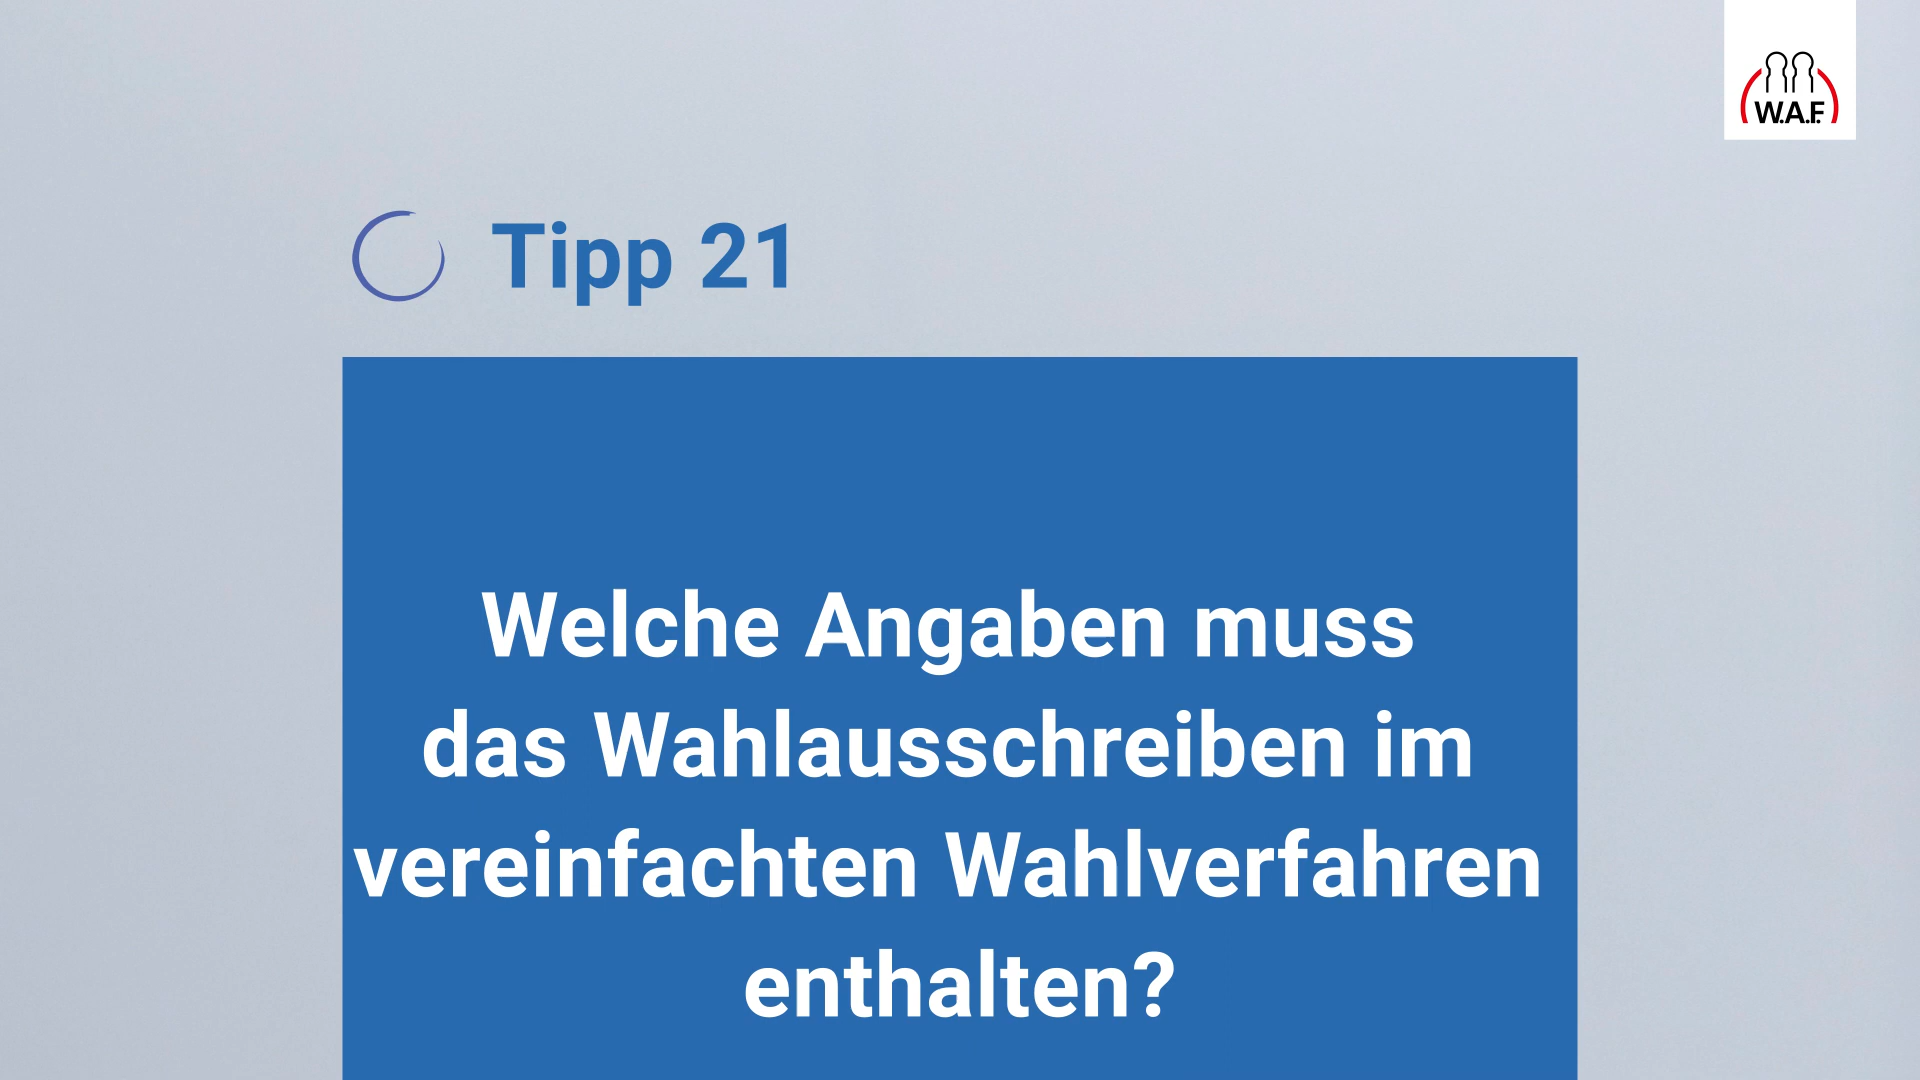 W.A.F.
Tipp 21
Welche Angaben muss
das Wahlausschreiben im
vereinfachten Wahlverfahren
enthalten?